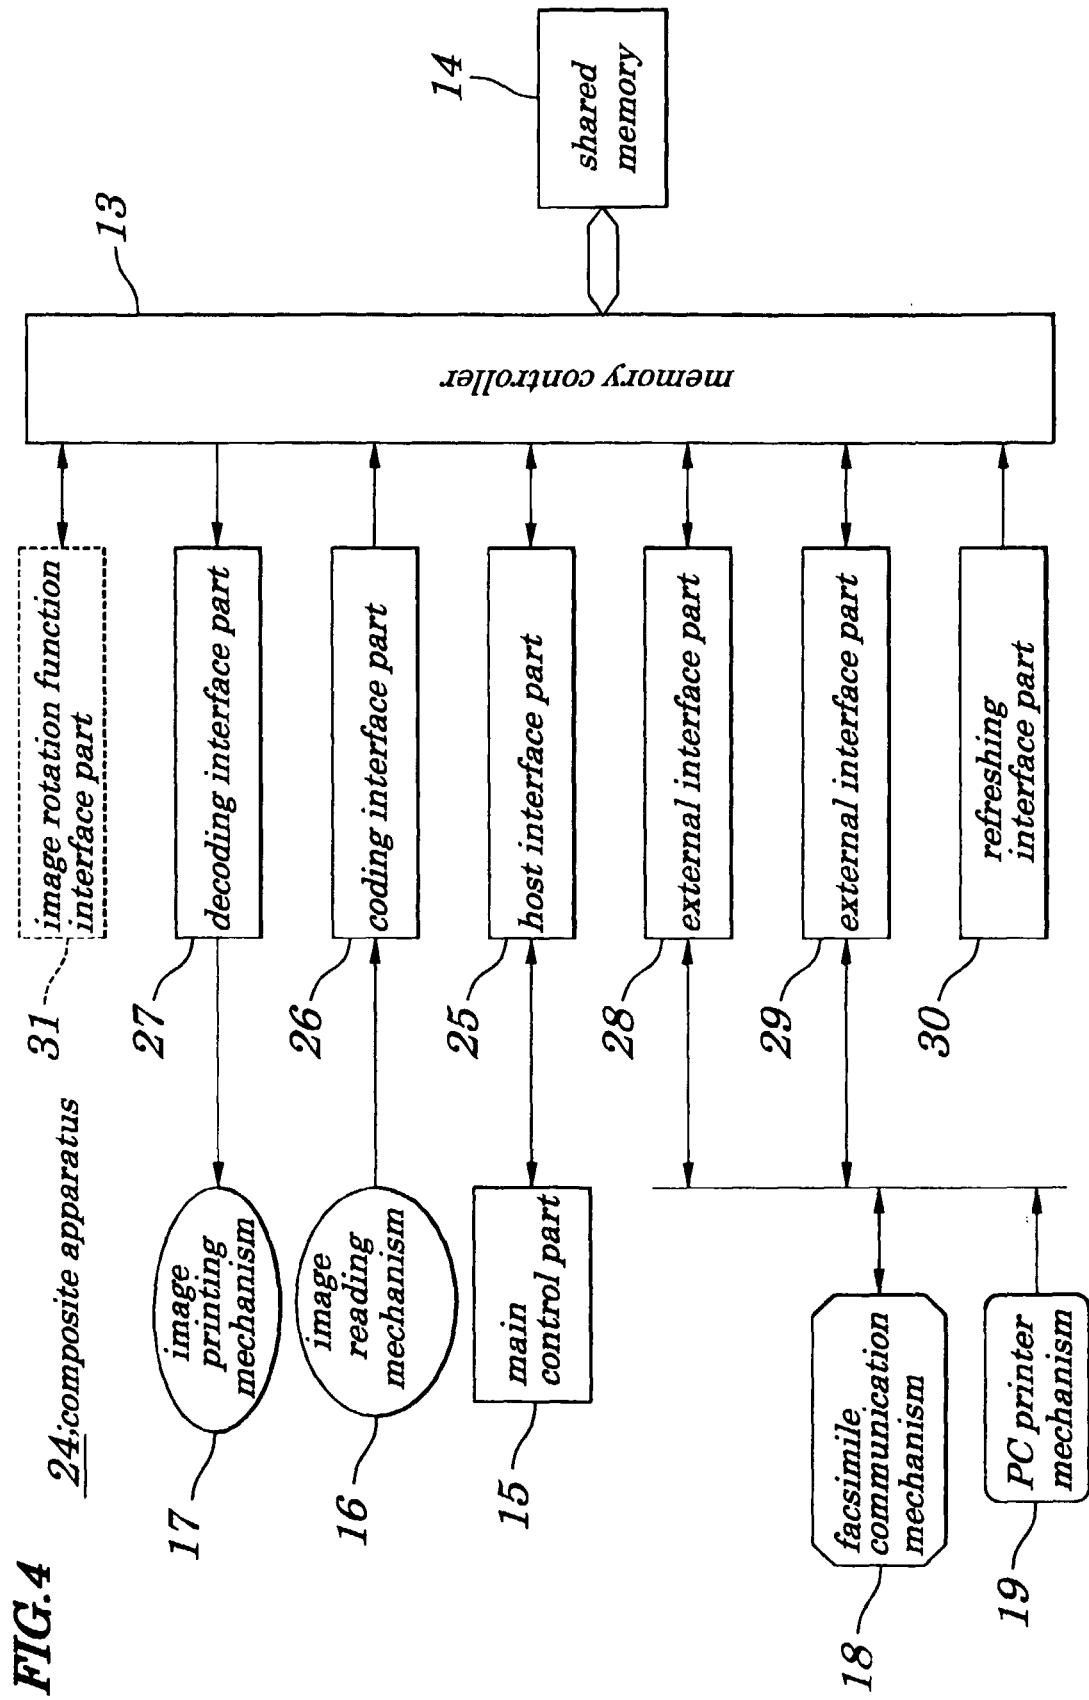 FIG.4
24;composite apparatus
31
image rotation function
interface part
17
image
printing
mechanism
27
decoding interface part
16
image
reading
mechanism
26
coding interface part
15
main
control part
25
host interface part
28
external interface part
29
external interface part
18
facsimile
communication
mechanism
19
PC printer
mechanism
30
refreshing
interface part
13
memory controller
14
shared
memory